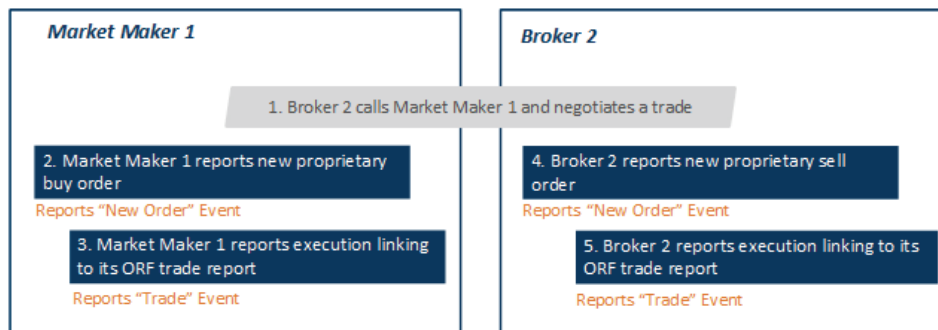 Market Maker 1
Broker 2
1. Broker 2 calls Market Maker 1 and negotiates a trade
2. Market Maker 1 reports new proprietary
buy order
Reports “New Order” Event
3. Market Maker 1 reports execution linking
to its ORF trade report
Reports “Trade” Event
4. Broker 2 reports new proprietary sell
order
Reports “New Order” Event
5. Broker 2 reports execution linking to its
ORF trade report
Reports “Trade” Event